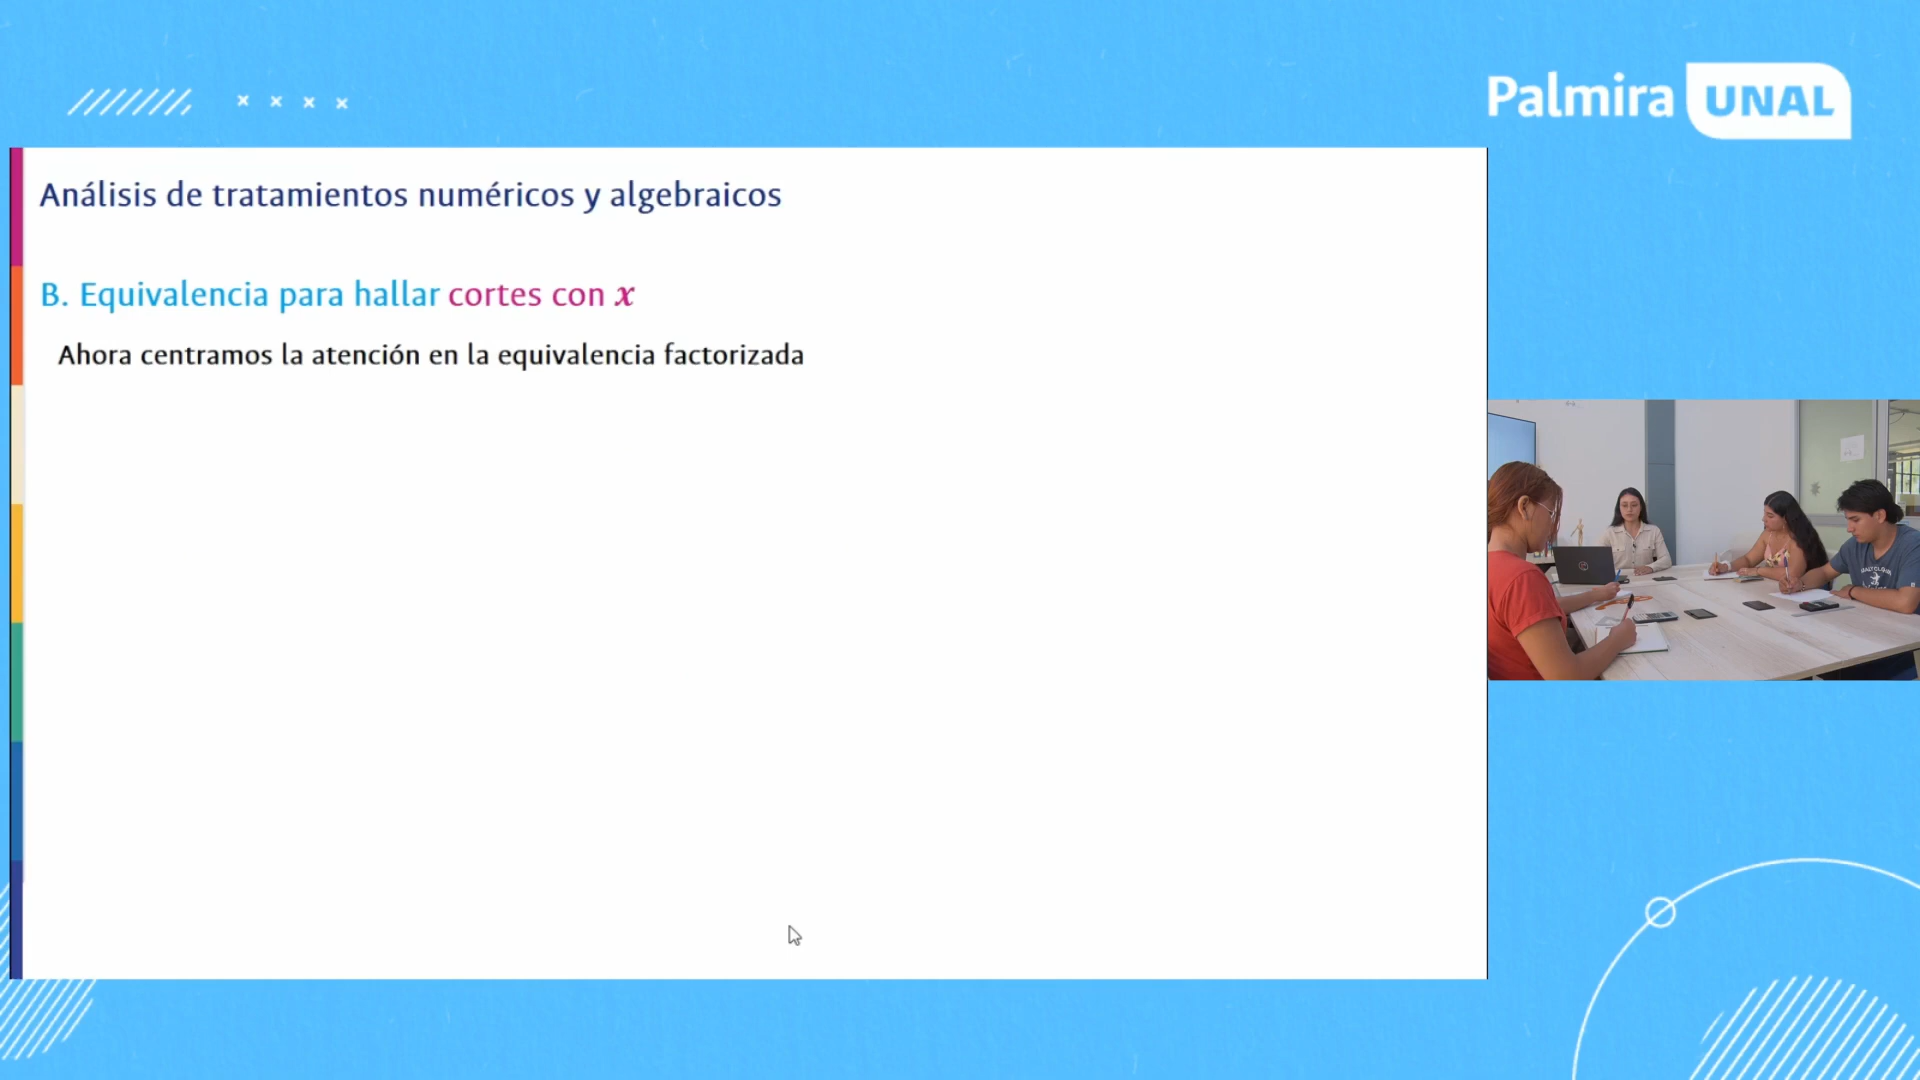 Palmira UNAL
Análisis de tratamientos numéricos y algebraicos
B. Equivalencia para hallar cortes con x
Ahora centramos la atención en la equivalencia factorizada